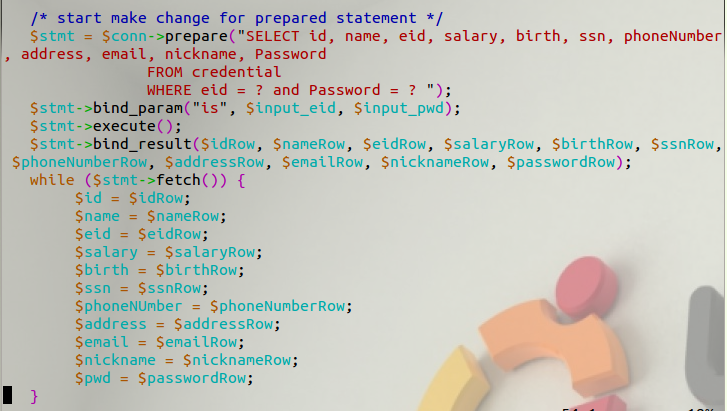 /* start make change for prepared statement */
$stmt = $conn->prepare("SELECT id, name, eid, salary, birth, ssn, phoneNumber
, address, email, nickname, Password
FROM credential
WHERE eid = ? and Password = ? ");
$stmt->bind_param("is", $input_eid, $input_pwd);
$stmt->execute();
$stmt->bind_result($idRow, $nameRow, $eidRow, $salaryRow, $birthRow, $ssnRow,
$phoneNumberRow, $addressRow, $emailRow, $nicknameRow, $passwordRow);
while ($stmt->fetch()) {
$id = $idRow;
$name = $nameRow;
$eid = $eidRow;
$salary = $salaryRow;
$birth = $birthRow;
$ssn = $ssnRow;
$phoneNUmber = $phoneNumberRow;
$address = $addressRow;
$email = $emailRow;
$nickname = $nicknameRow;
$pwd = $passwordRow;
}